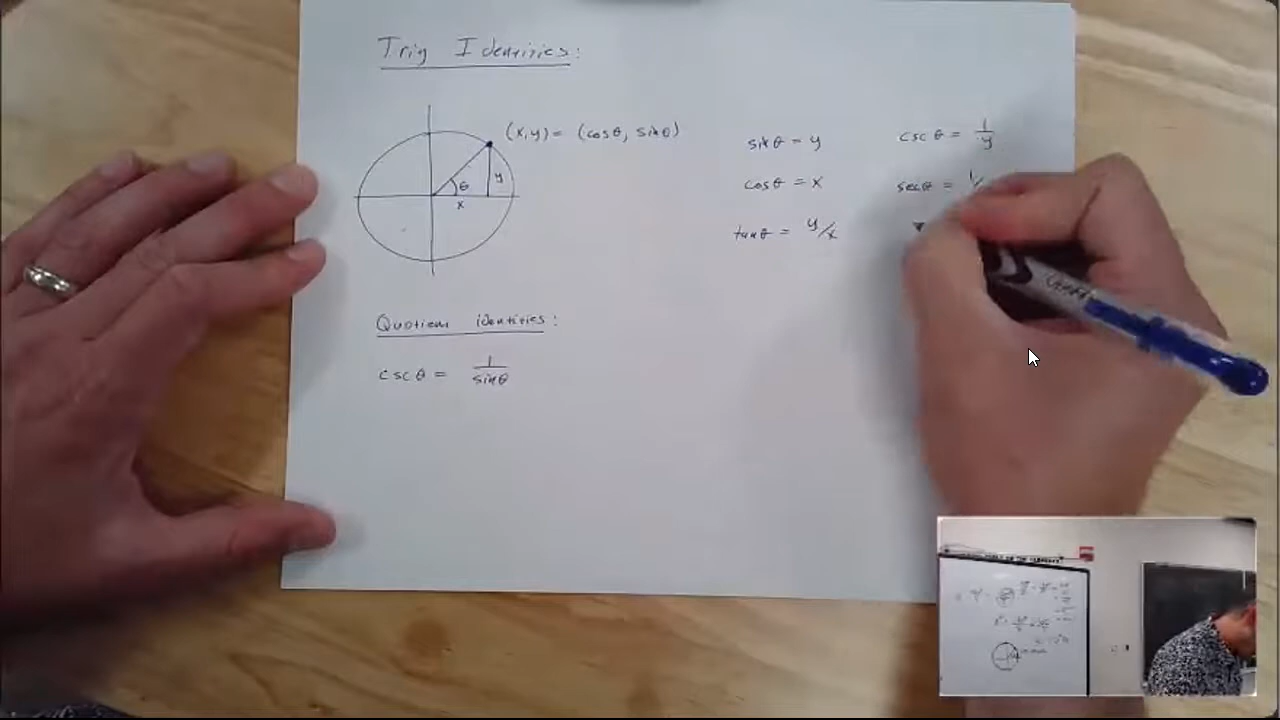 Trig Identities:
(x,y) = (cosθ, sinθ)
θ
y
x
sinθ = y
cscθ = 1/y
cosθ = x
secθ = 1/
tanθ = y/x
Quotient identities:
cscθ = 1/sinθ